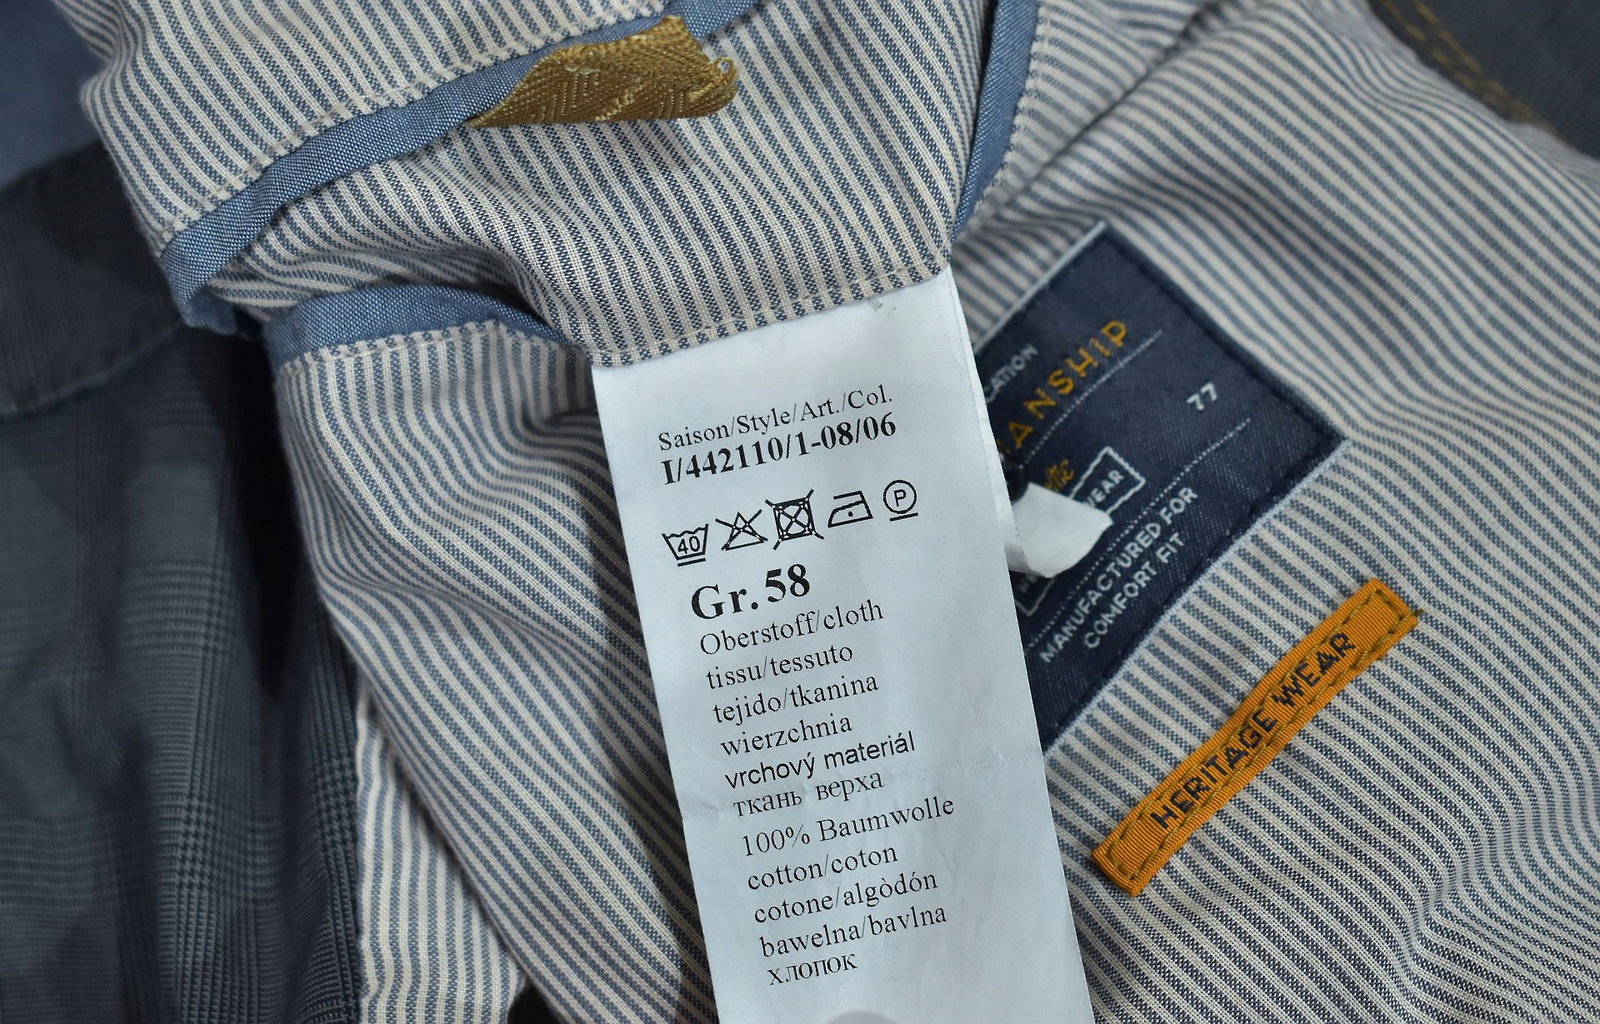 Saison/Style/Art./Col.
I/442110/1-08/06
40 P
Gr. 58
Oberstoff/cloth
tissu/tessuto
tejido/tkanina
wierzchnia
vrchový materiál
ткань верха
100% Baumwolle
cotton/coton
cotone/algòdón
bawelna/bavlna
хлопок
77
MANUFACTURED FOR
COMFORT FIT
HERITAGE WEAR